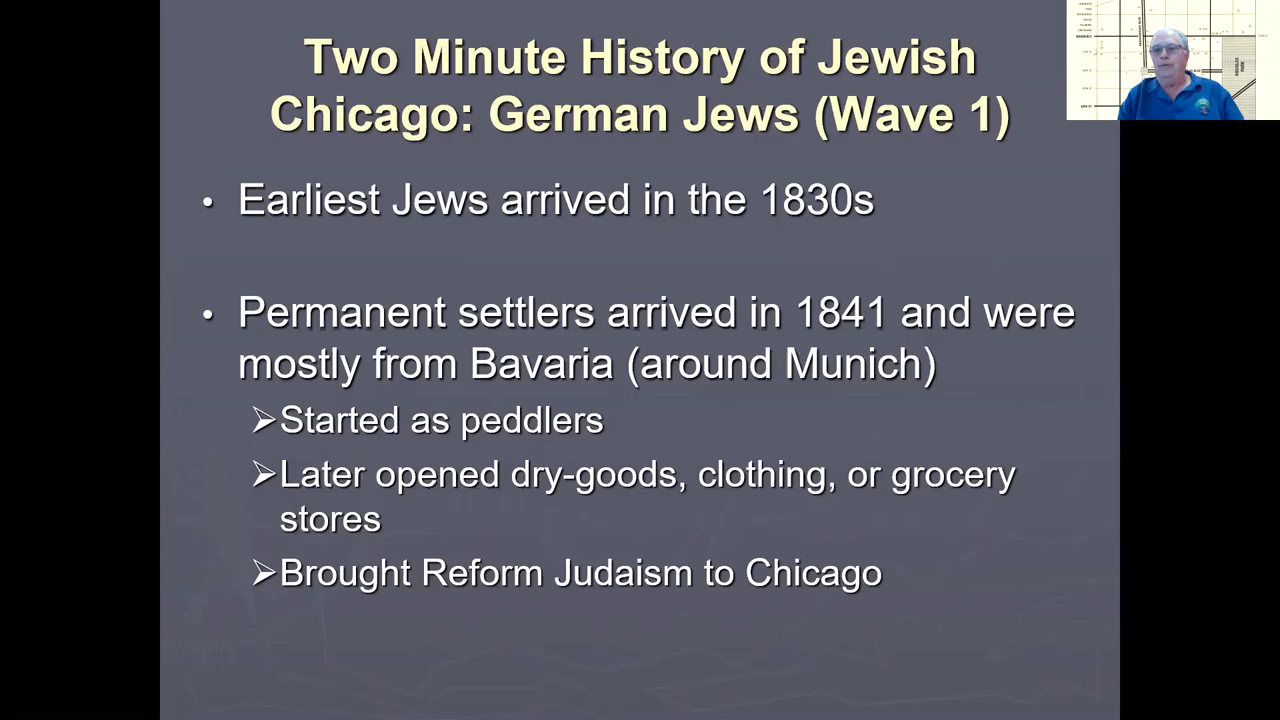 Two Minute History of Jewish
Chicago: German Jews (Wave 1)
• Earliest Jews arrived in the 1830s
• Permanent settlers arrived in 1841 and were
mostly from Bavaria (around Munich)
➢Started as peddlers
➢Later opened dry-goods, clothing, or grocery
stores
➢Brought Reform Judaism to Chicago
DOUGLAS
PARK